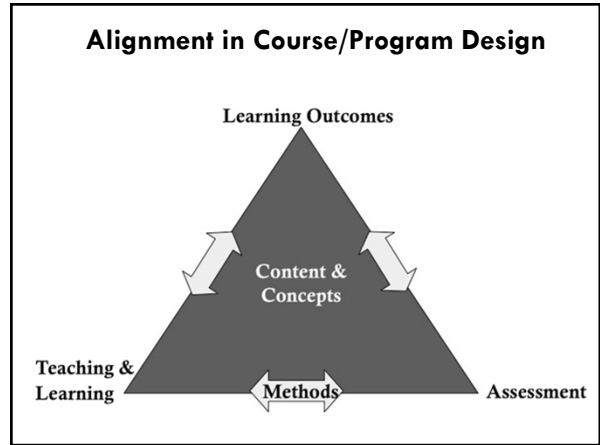 Alignment in Course/Program Design
Learning Outcomes
Content &
Concepts
Teaching &
Learning
Methods
Assessment